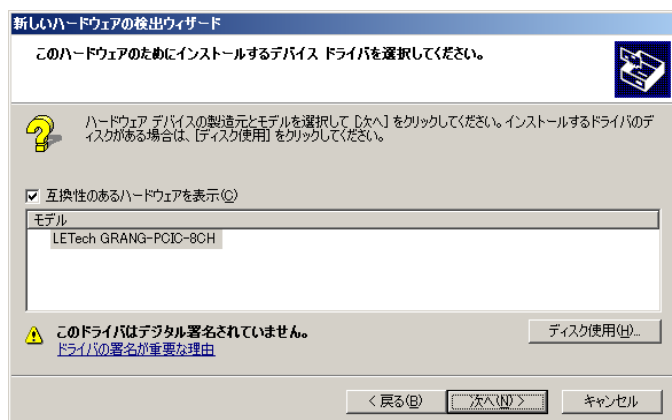 新しいハードウェアの検出ウィザード
このハードウェアのためにインストールするデバイス ドライバを選択してください。
ハードウェア デバイスの製造元とモデルを選択して [次へ] をクリックしてください。インストールするドライバのデ
ィスクがある場合は、[ディスク使用] をクリックしてください。
互換性のあるハードウェアを表示(C)
モデル
LETech GRANG-PCIC-8CH
このドライバはデジタル署名されていません。
ドライバの署名が重要な理由
ディスク使用(H)...
< 戻る(B)
次へ(N) >
キャンセル